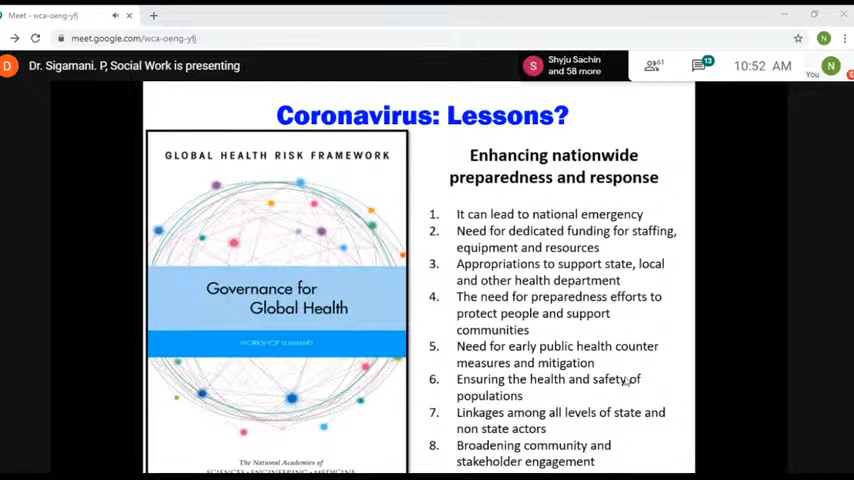 Meet - wca-oeng-yfj
meet.google.com/wca-oeng-yfj
N
D
Dr. Sigamani. P, Social Work is presenting
S
Shyju Sachin
and 58 more
61
13
10:52 AM
You
N
Coronavirus: Lessons?
GLOBAL HEALTH RISK FRAMEWORK
Governance for
Global Health
WORKSHOP SUMMARY
The National Academies of
SCIENCES · ENGINEERING · MEDICINE
Enhancing nationwide
preparedness and response
1. It can lead to national emergency
2. Need for dedicated funding for staffing,
equipment and resources
3. Appropriations to support state, local
and other health department
4. The need for preparedness efforts to
protect people and support
communities
5. Need for early public health counter
measures and mitigation
6. Ensuring the health and safety of
populations
7. Linkages among all levels of state and
non state actors
8. Broadening community and
stakeholder engagement